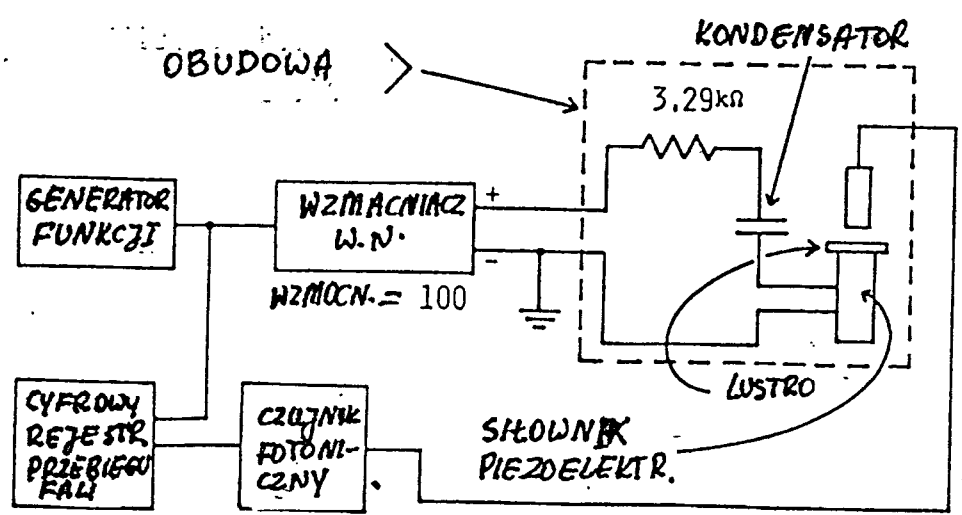 KONDENSATOR
OBUDOWA
3.29kΩ
GENERATOR
FUNKCJI
WZMACNIACZ
W.N.
+
-
WZMOCN. = 100
LUSTRO
CYFROWY
REJESTR
PRZEBIEGU
FALI
CZUJNIK
FOTONI-
CZNY
SIŁOWNIK
PIEZOELEKTR.